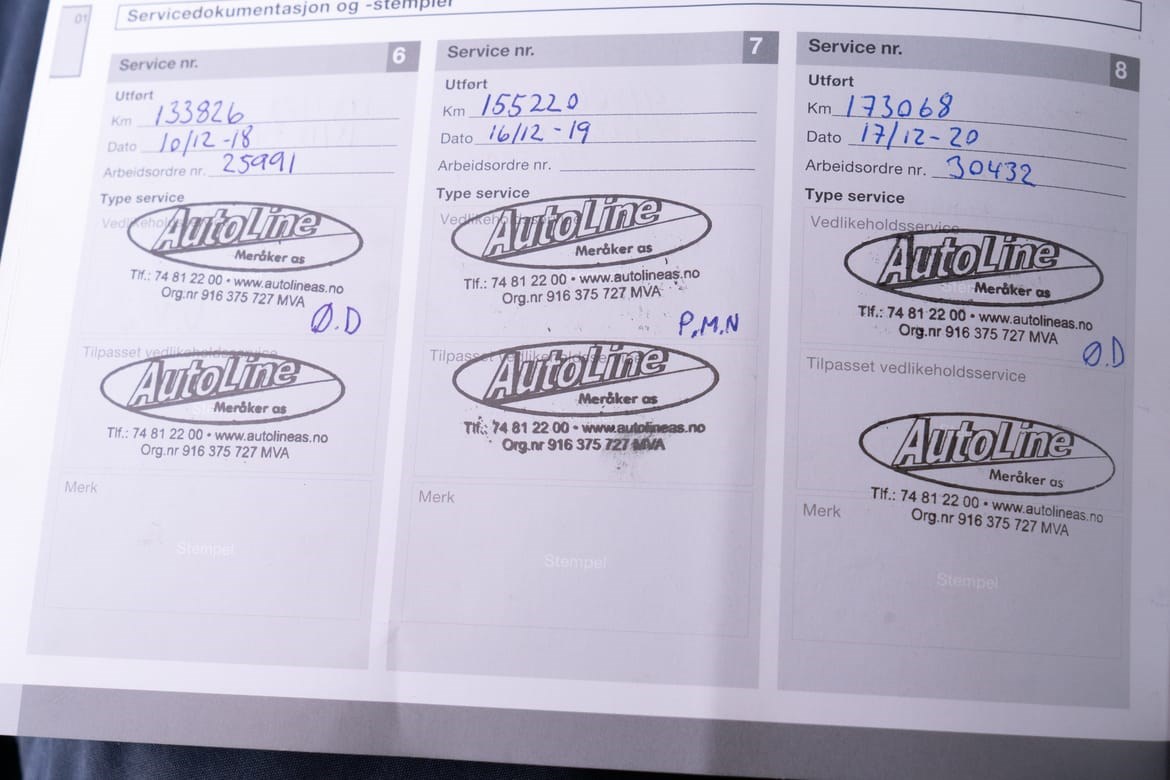 01
Servicedokumentasjon og -stempler
Service nr. 6
Utført
Km 133826
Dato 10/12-18
Arbeidsordre nr. 25991
Type service
Vedlikeholdsservice
AutoLine
Meråker as
Tlf.: 74 81 22 00 • www.autolineas.no
Org.nr 916 375 727 MVA
Ø.D
Tilpasset vedlikeholdsservice
AutoLine
Meråker as
Tlf.: 74 81 22 00 • www.autolineas.no
Org.nr 916 375 727 MVA
Merk
Stempel
Service nr. 7
Utført
Km 155220
Dato 16/12-19
Arbeidsordre nr.
Type service
Vedlikeholdsservice
AutoLine
Meråker as
Tlf.: 74 81 22 00 • www.autolineas.no
Org.nr 916 375 727 MVA
P.M.N
Tilpasset vedlikeholdsservice
AutoLine
Meråker as
Tlf.: 74 81 22 00 • www.autolineas.no
Org.nr 916 375 727 MVA
Merk
Stempel
Service nr. 8
Utført
Km 173068
Dato 17/12-20
Arbeidsordre nr. 30432
Type service
Vedlikeholdsservice
AutoLine
Meråker as
Tlf.: 74 81 22 00 • www.autolineas.no
Org.nr 916 375 727 MVA
Ø.D
Tilpasset vedlikeholdsservice
AutoLine
Meråker as
Tlf.: 74 81 22 00 • www.autolineas.no
Org.nr 916 375 727 MVA
Merk
Stempel